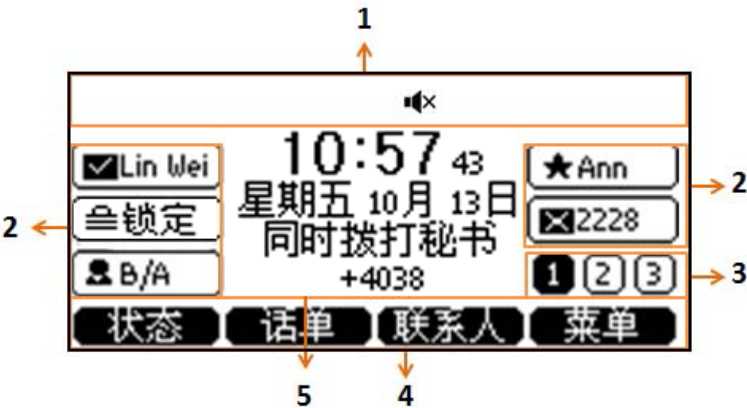 1
10:57 43
Lin Wei
Ann
2
2
锁定
星期五 10月 13日
2228
同时拨打秘书
B/A
+4038
1 2 3
3
状态 话单 联系人 菜单
5
4